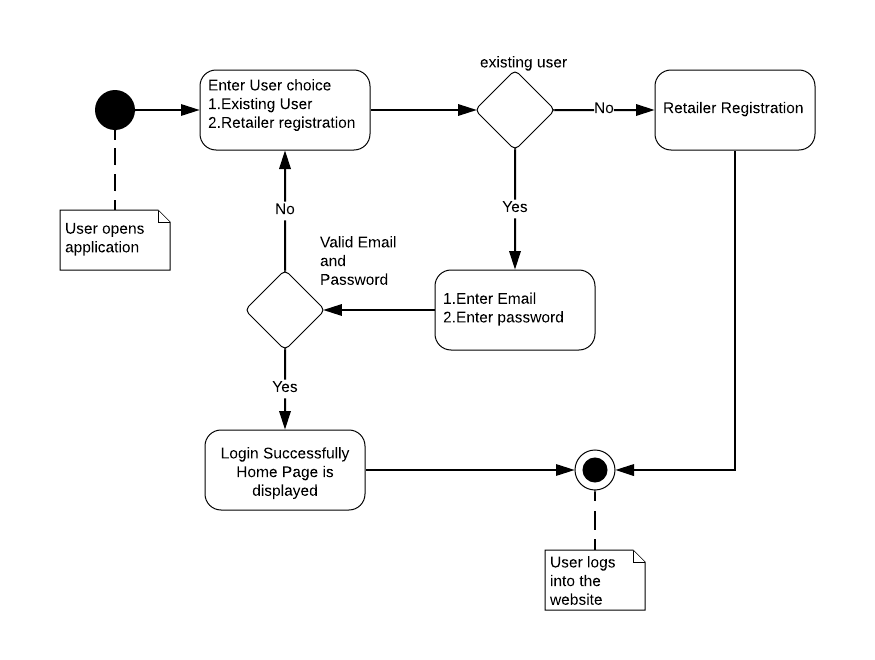 existing user
Enter User choice
1.Existing User
2.Retailer registration
No
Retailer Registration
User opens
application
No
Yes
Valid Email
and
Password
1.Enter Email
2.Enter password
Yes
Login Successfully
Home Page is
displayed
User logs
into the
website